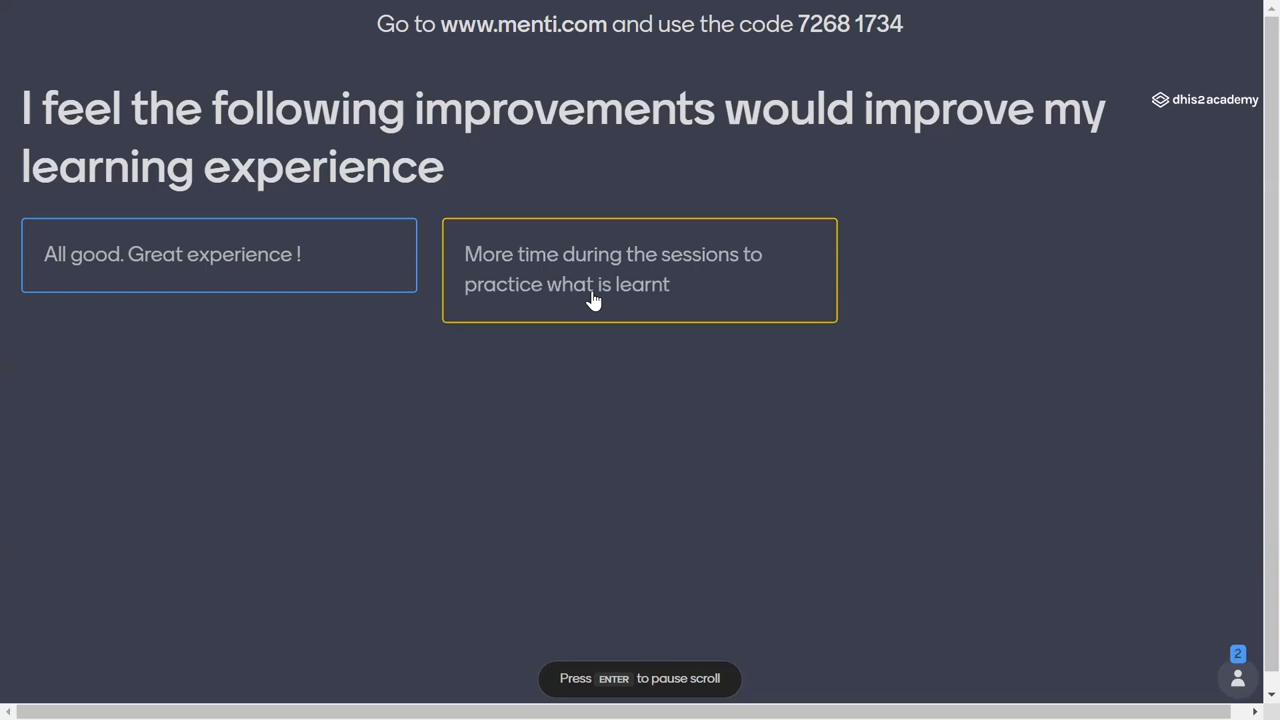 Go to www.menti.com and use the code 7268 1734
I feel the following improvements would improve my
learning experience
dhis2 academy
All good. Great experience !
More time during the sessions to
practice what is learnt
Press ENTER to pause scroll
2